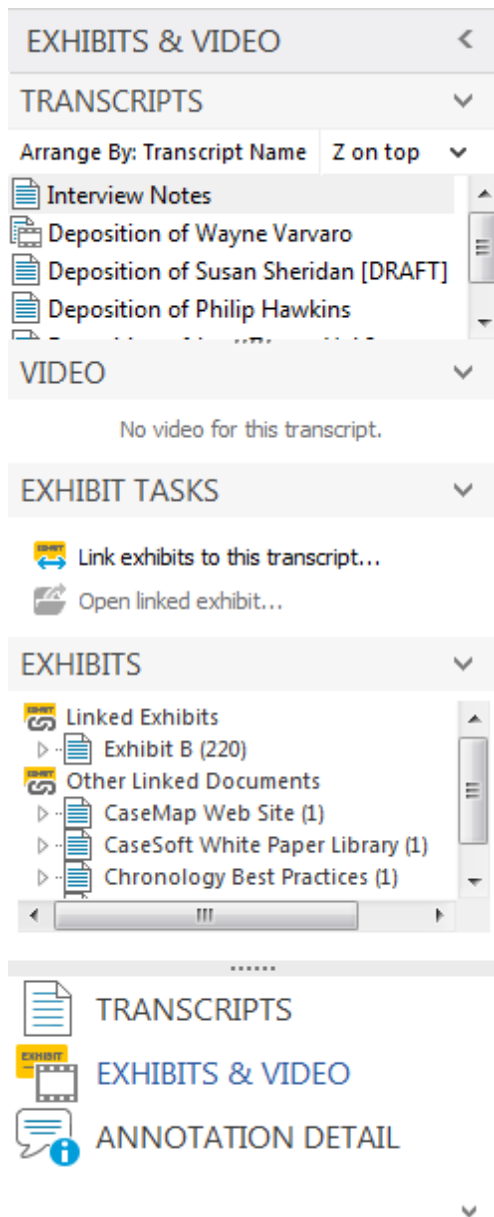 EXHIBITS & VIDEO
TRANSCRIPTS
Arrange By: Transcript Name Z on top
Interview Notes
Deposition of Wayne Varvaro
Deposition of Susan Sheridan [DRAFT]
Deposition of Philip Hawkins
VIDEO
No video for this transcript.
EXHIBIT TASKS
Link exhibits to this transcript...
Open linked exhibit...
EXHIBITS
Linked Exhibits
Exhibit B (220)
Other Linked Documents
CaseMap Web Site (1)
CaseSoft White Paper Library (1)
Chronology Best Practices (1)
TRANSCRIPTS
EXHIBIT
EXHIBITS & VIDEO
ANNOTATION DETAIL